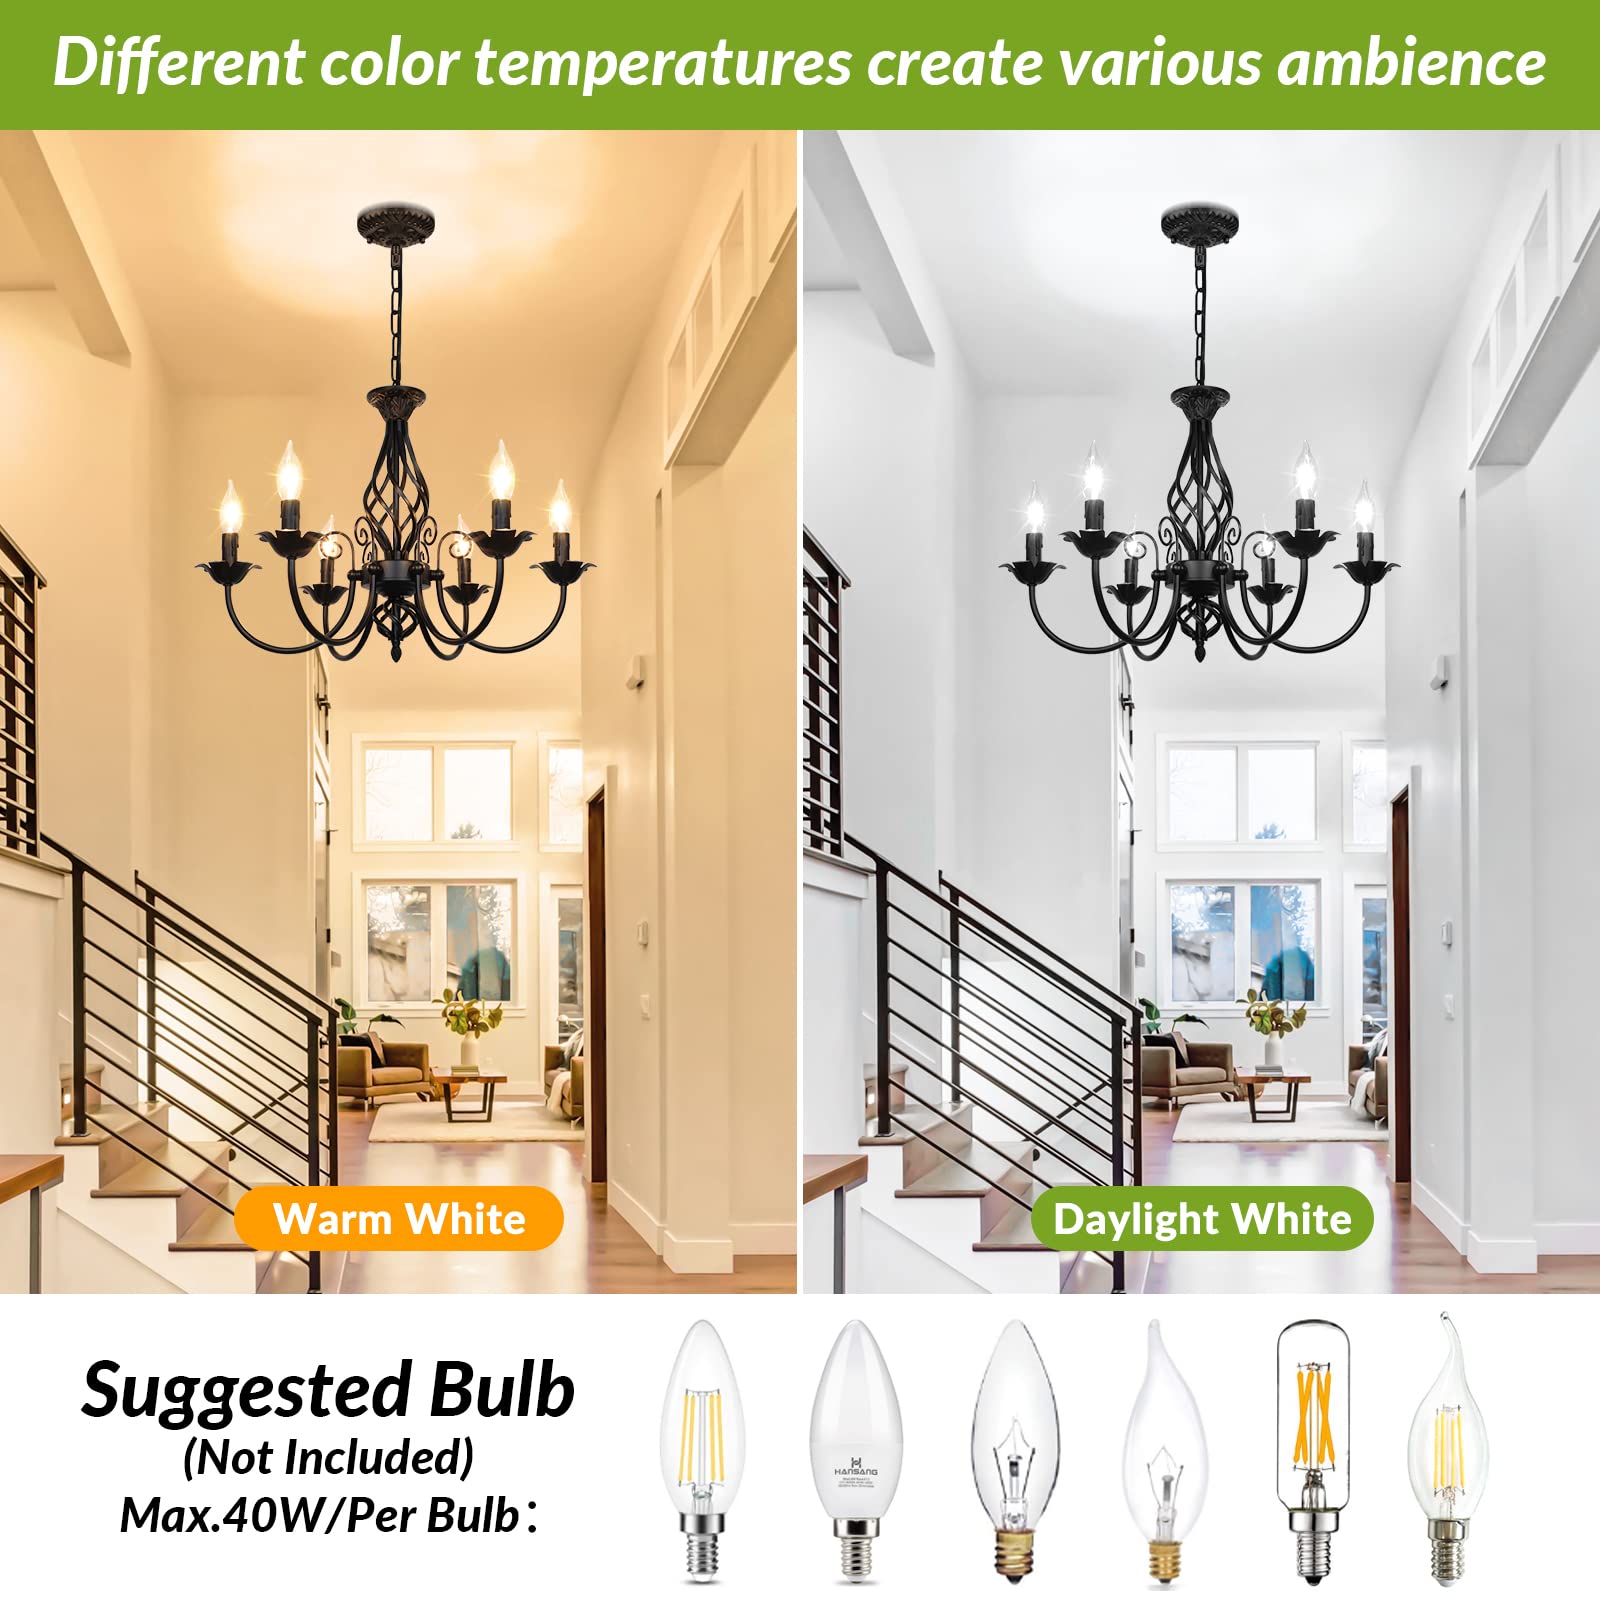 Different color temperatures create various ambience
Warm White
Daylight White
Suggested Bulb
(Not Included)
Max.40W/Per Bulb:
HANSANG